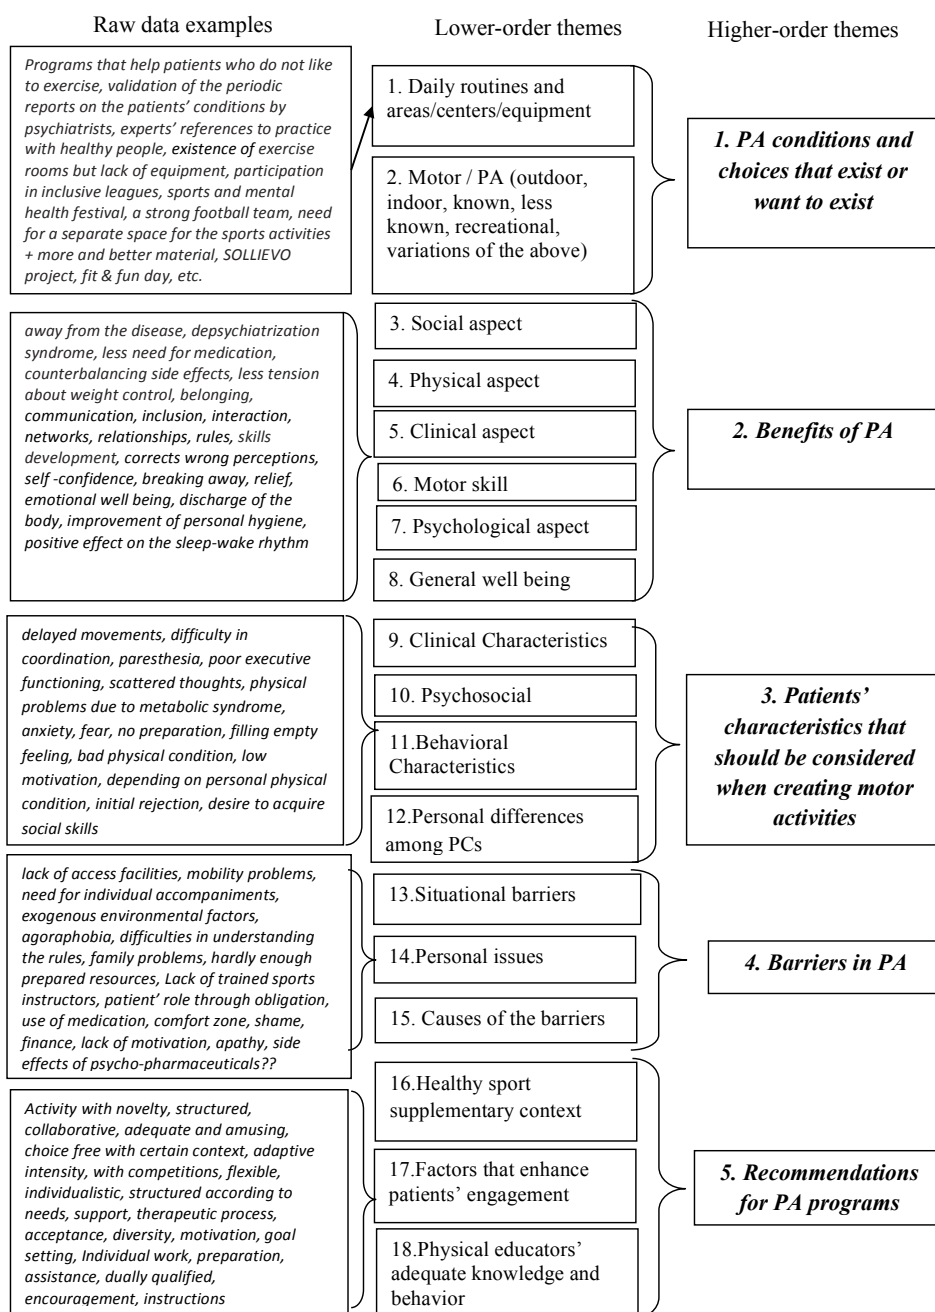 Raw data examples
Lower-order themes
Higher-order themes
Programs that help patients who do not like
to exercise, validation of the periodic
reports on the patients’ conditions by
psychiatrists, experts’ references to practice
with healthy people, existence of exercise
rooms but lack of equipment, participation
in inclusive leagues, sports and mental
health festival, a strong football team, need
for a separate space for the sports activities
+ more and better material, SOLLIEVO
project, fit & fun day, etc.
1. Daily routines and
areas/centers/equipment
2. Motor / PA (outdoor,
indoor, known, less
known, recreational,
variations of the above)
1. PA conditions and
choices that exist or
want to exist
away from the disease, depsychiatrization
syndrome, less need for medication,
counterbalancing side effects, less tension
about weight control, belonging,
communication, inclusion, interaction,
networks, relationships, rules, skills
development, corrects wrong perceptions,
self -confidence, breaking away, relief,
emotional well being, discharge of the
body, improvement of personal hygiene,
positive effect on the sleep-wake rhythm
3. Social aspect
4. Physical aspect
5. Clinical aspect
6. Motor skill
7. Psychological aspect
8. General well being
2. Benefits of PA
delayed movements, difficulty in
coordination, paresthesia, poor executive
functioning, scattered thoughts, physical
problems due to metabolic syndrome,
anxiety, fear, no preparation, filling empty
feeling, bad physical condition, low
motivation, depending on personal physical
condition, initial rejection, desire to acquire
social skills
9. Clinical Characteristics
10. Psychosocial
11.Behavioral
Characteristics
12.Personal differences
among PCs
3. Patients’
characteristics that
should be considered
when creating motor
activities
lack of access facilities, mobility problems,
need for individual accompaniments,
exogenous environmental factors,
agoraphobia, difficulties in understanding
the rules, family problems, hardly enough
prepared resources, Lack of trained sports
instructors, patient’ role through obligation,
use of medication, comfort zone, shame,
finance, lack of motivation, apathy, side
effects of psycho-pharmaceuticals??
13.Situational barriers
14.Personal issues
15. Causes of the barriers
4. Barriers in PA
Activity with novelty, structured,
collaborative, adequate and amusing,
choice free with certain context, adaptive
intensity, with competitions, flexible,
individualistic, structured according to
needs, support, therapeutic process,
acceptance, diversity, motivation, goal
setting, Individual work, preparation,
assistance, dually qualified,
encouragement, instructions
16.Healthy sport
supplementary context
17.Factors that enhance
patients’ engagement
18.Physical educators’
adequate knowledge and
behavior
5. Recommendations
for PA programs